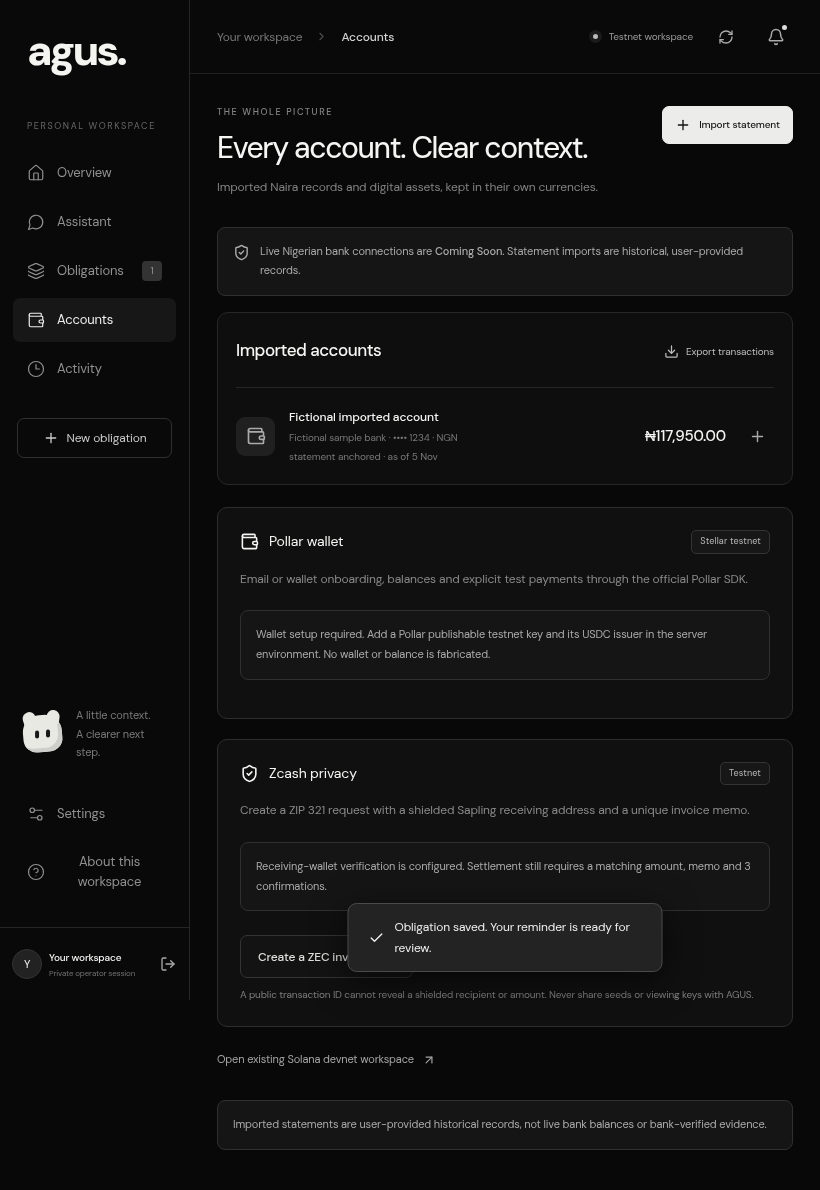 agus.
PERSONAL WORKSPACE
Overview
Assistant
Obligations 1
Accounts
Activity
New obligation
A little context.
A clearer next
step.
Settings
About this
workspace
Y
Your workspace
Private operator session
Your workspace > Accounts
Testnet workspace
THE WHOLE PICTURE
Every account. Clear context.
Imported Naira records and digital assets, kept in their own currencies.
Import statement
Live Nigerian bank connections are Coming Soon. Statement imports are historical, user-provided
records.
Imported accounts
Export transactions
Fictional imported account
Fictional sample bank · •••• 1234 · NGN
statement anchored · as of 5 Nov
₦117,950.00
Pollar wallet
Stellar testnet
Email or wallet onboarding, balances and explicit test payments through the official Pollar SDK.
Wallet setup required. Add a Pollar publishable testnet key and its USDC issuer in the server
environment. No wallet or balance is fabricated.
Zcash privacy
Testnet
Create a ZIP 321 request with a shielded Sapling receiving address and a unique invoice memo.
Receiving-wallet verification is configured. Settlement still requires a matching amount, memo and 3
confirmations.
Obligation saved. Your reminder is ready for
review.
Create a ZEC inv
A public transaction ID cannot reveal a shielded recipient or amount. Never share seeds or viewing keys with AGUS.
Open existing Solana devnet workspace
Imported statements are user-provided historical records, not live bank balances or bank-verified evidence.